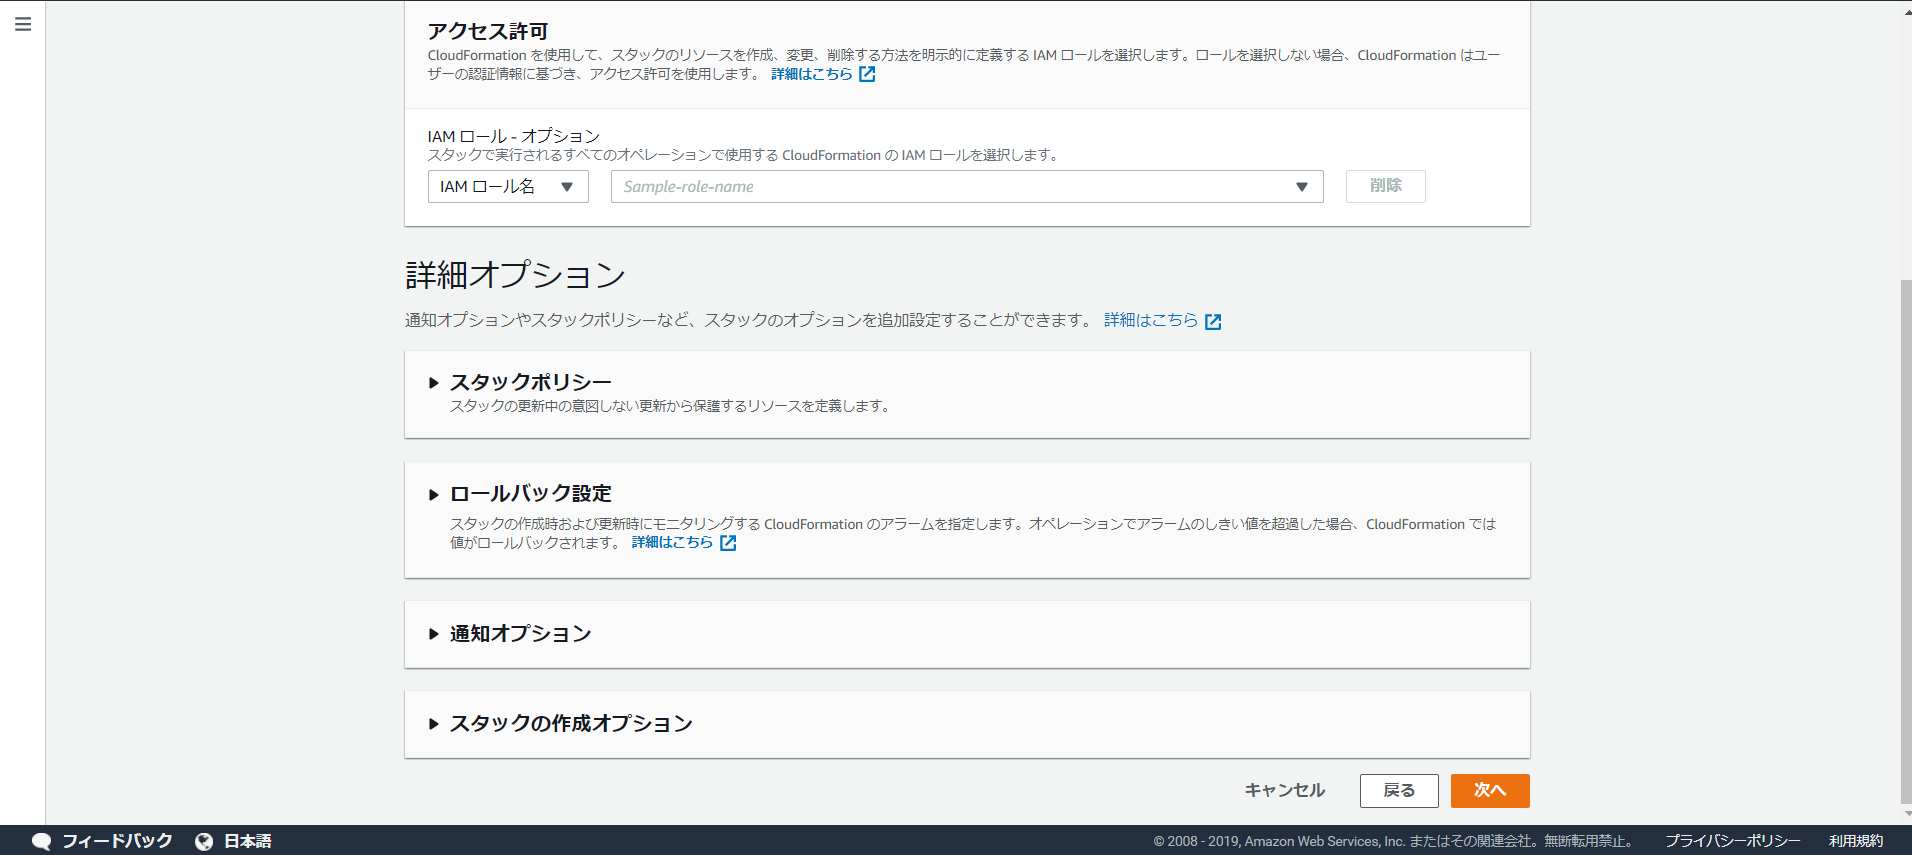 アクセス許可
CloudFormation を使用して、スタックのリソースを作成、変更、削除する方法を明示的に定義する IAM ロールを選択します。ロールを選択しない場合、CloudFormation はユー
ザーの認証情報に基づき、アクセス許可を使用します。 詳細はこちら
IAM ロール - オプション
スタックで実行されるすべてのオペレーションで使用する CloudFormation の IAM ロールを選択します。
IAM ロール名 Sample-role-name 削除
詳細オプション
通知オプションやスタックポリシーなど、スタックのオプションを追加設定することができます。 詳細はこちら
スタックポリシー
スタックの更新中の意図しない更新から保護するリソースを定義します。
ロールバック設定
スタックの作成時および更新時にモニタリングする CloudFormation のアラームを指定します。オペレーションでアラームのしきい値を超過した場合、CloudFormation では
値がロールバックされます。 詳細はこちら
通知オプション
スタックの作成オプション
キャンセル 戻る 次へ
フィードバック 日本語 © 2008 - 2019, Amazon Web Services, Inc. またはその関連会社。無断転用禁止。 プライバシーポリシー 利用規約